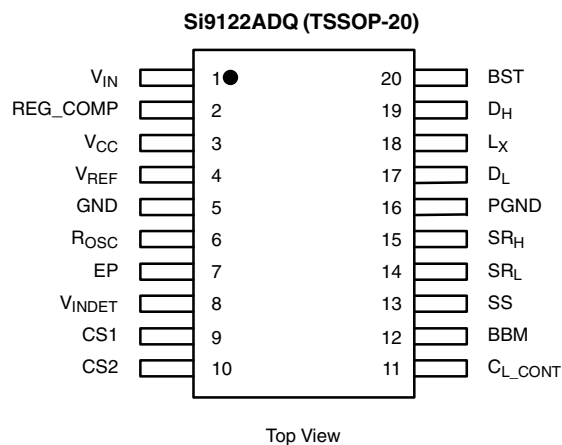 Si9122ADQ (TSSOP-20)
VIN 1 20 BST
REG_COMP 2 19 DH
VCC 3 18 LX
VREF 4 17 DL
GND 5 16 PGND
ROSC 6 15 SRH
EP 7 14 SRL
VINDET 8 13 SS
CS1 9 12 BBM
CS2 10 11 CL_CONT
Top View